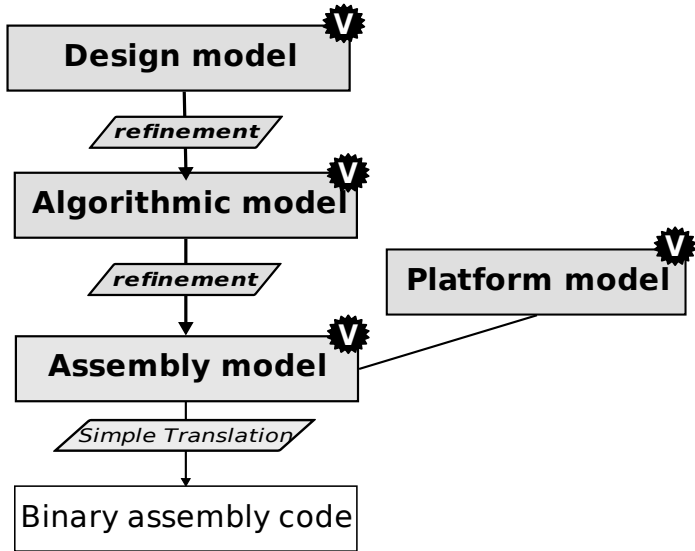 V
Design model
refinement
V
Algorithmic model
refinement
V
Platform model
V
Assembly model
Simple Translation
Binary assembly code